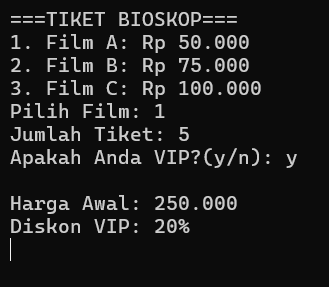 ===TIKET BIOSKOP===
1. Film A: Rp 50.000
2. Film B: Rp 75.000
3. Film C: Rp 100.000
Pilih Film: 1
Jumlah Tiket: 5
Apakah Anda VIP?(y/n): y
Harga Awal: 250.000
Diskon VIP: 20%